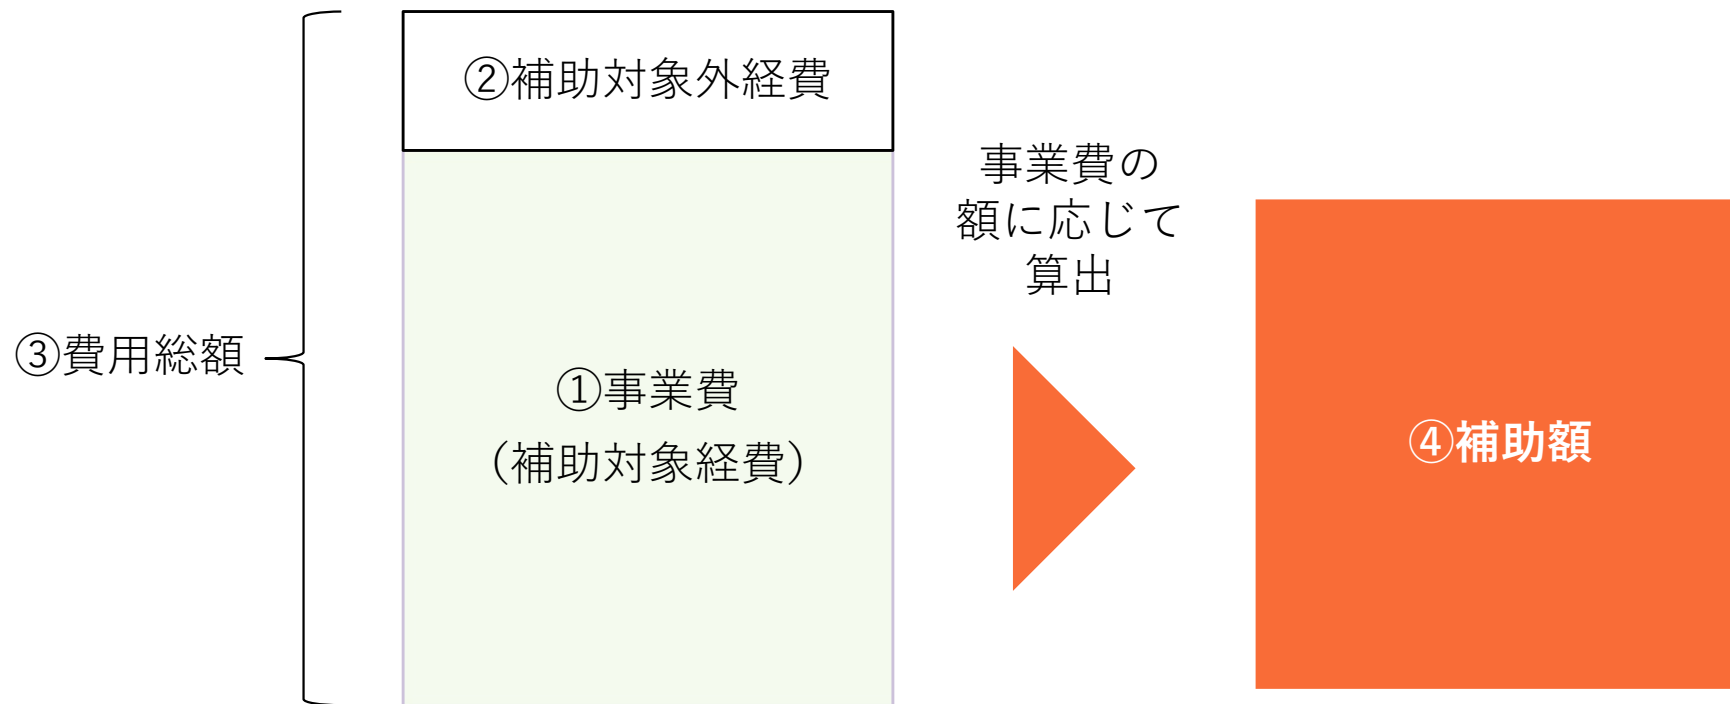 ②補助対象外経費
事業費の
額に応じて
算出
③費用総額
①事業費
（補助対象経費）
④補助額